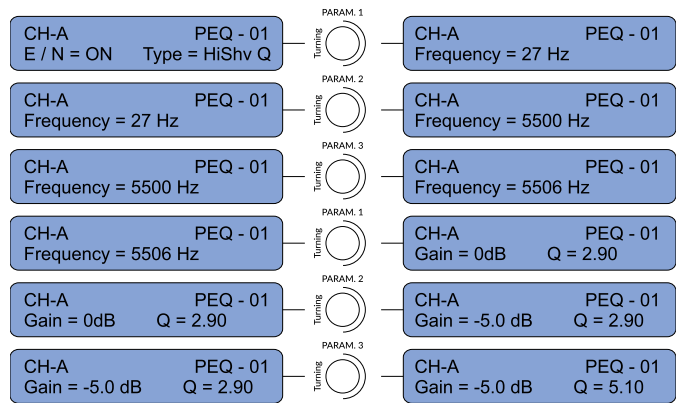 PARAM. 1
CH-A PEQ - 01
E / N = ON Type = HiShv Q
Turning
CH-A PEQ - 01
Frequency = 27 Hz
PARAM. 2
CH-A PEQ - 01
Frequency = 27 Hz
Turning
CH-A PEQ - 01
Frequency = 5500 Hz
PARAM. 3
CH-A PEQ - 01
Frequency = 5500 Hz
Turning
CH-A PEQ - 01
Frequency = 5506 Hz
PARAM. 1
CH-A PEQ - 01
Frequency = 5506 Hz
Turning
CH-A PEQ - 01
Gain = 0dB Q = 2.90
PARAM. 2
CH-A PEQ - 01
Gain = 0dB Q = 2.90
Turning
CH-A PEQ - 01
Gain = -5.0 dB Q = 2.90
PARAM. 3
CH-A PEQ - 01
Gain = -5.0 dB Q = 2.90
Turning
CH-A PEQ - 01
Gain = -5.0 dB Q = 5.10